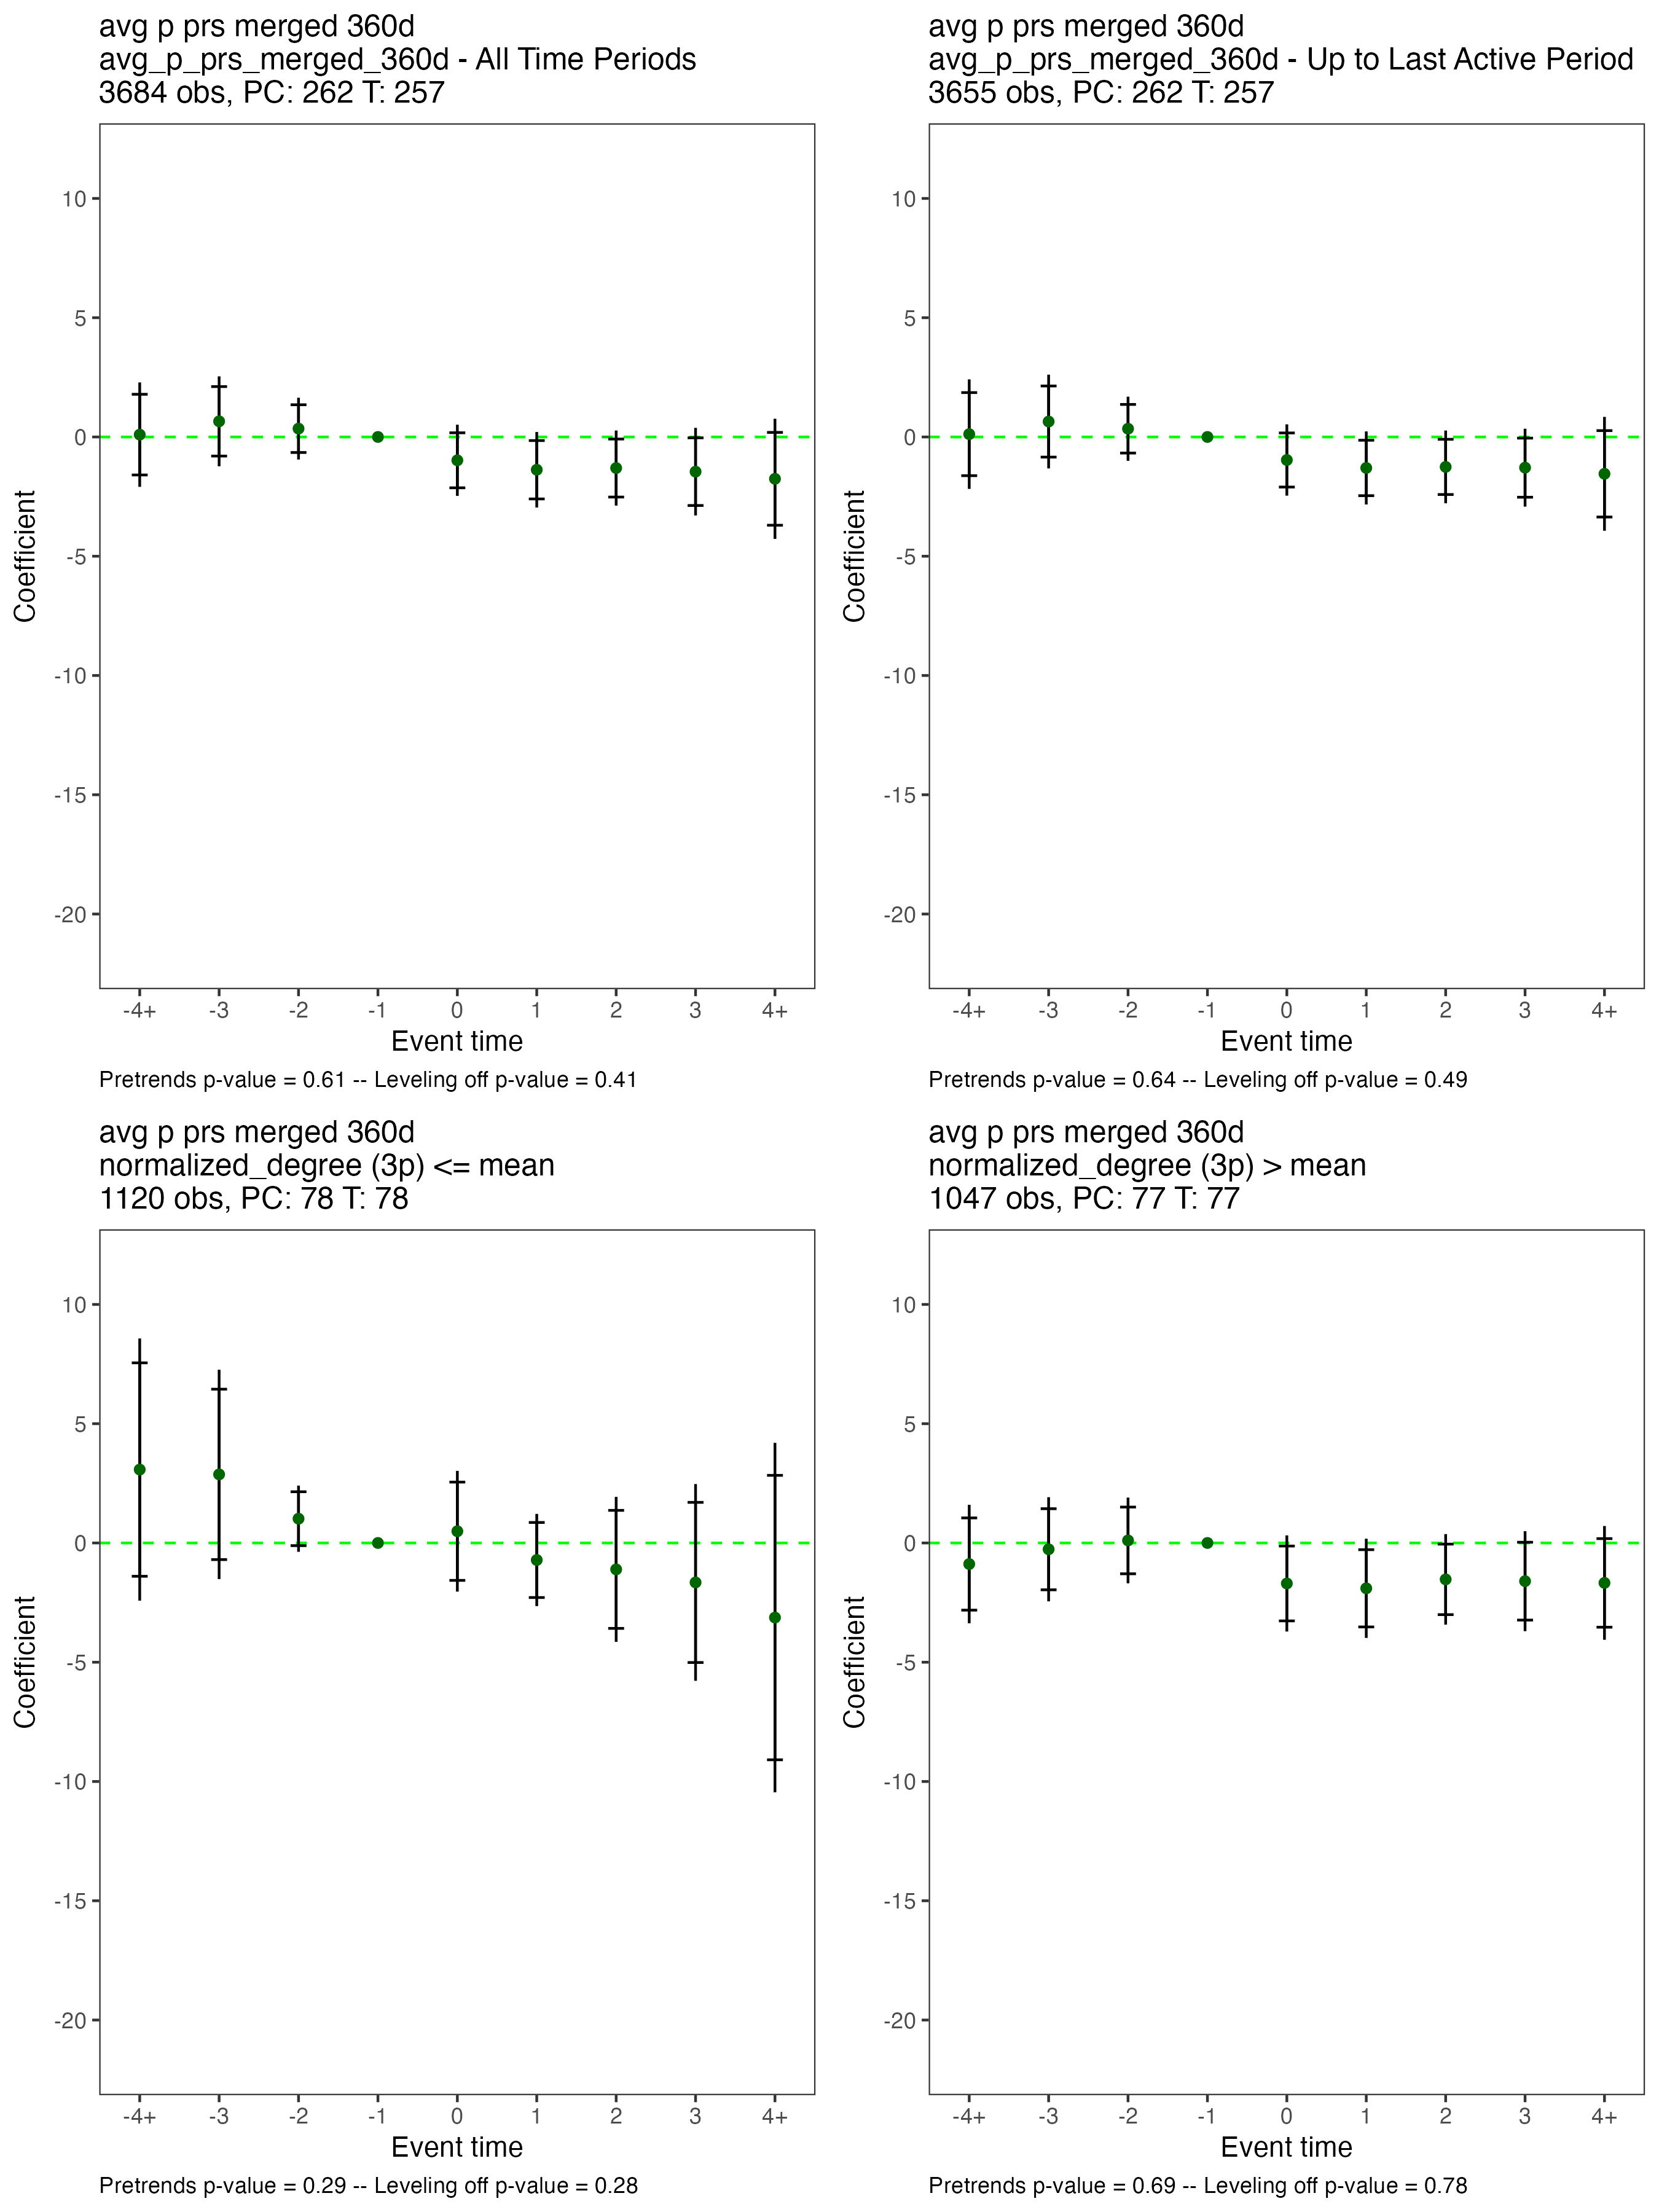 avg p prs merged 360d
avg_p_prs_merged_360d - All Time Periods
3684 obs, PC: 262 T: 257
10
5
0
-5
-10
-15
-20
Coefficient
-4+ -3 -2 -1 0 1 2 3 4+
Event time
Pretrends p-value = 0.61 -- Leveling off p-value = 0.41
avg p prs merged 360d
avg_p_prs_merged_360d - Up to Last Active Period
3655 obs, PC: 262 T: 257
10
5
0
-5
-10
-15
-20
Coefficient
-4+ -3 -2 -1 0 1 2 3 4+
Event time
Pretrends p-value = 0.64 -- Leveling off p-value = 0.49
avg p prs merged 360d
normalized_degree (3p) <= mean
1120 obs, PC: 78 T: 78
10
5
0
-5
-10
-15
-20
Coefficient
-4+ -3 -2 -1 0 1 2 3 4+
Event time
Pretrends p-value = 0.29 -- Leveling off p-value = 0.28
avg p prs merged 360d
normalized_degree (3p) > mean
1047 obs, PC: 77 T: 77
10
5
0
-5
-10
-15
-20
Coefficient
-4+ -3 -2 -1 0 1 2 3 4+
Event time
Pretrends p-value = 0.69 -- Leveling off p-value = 0.78